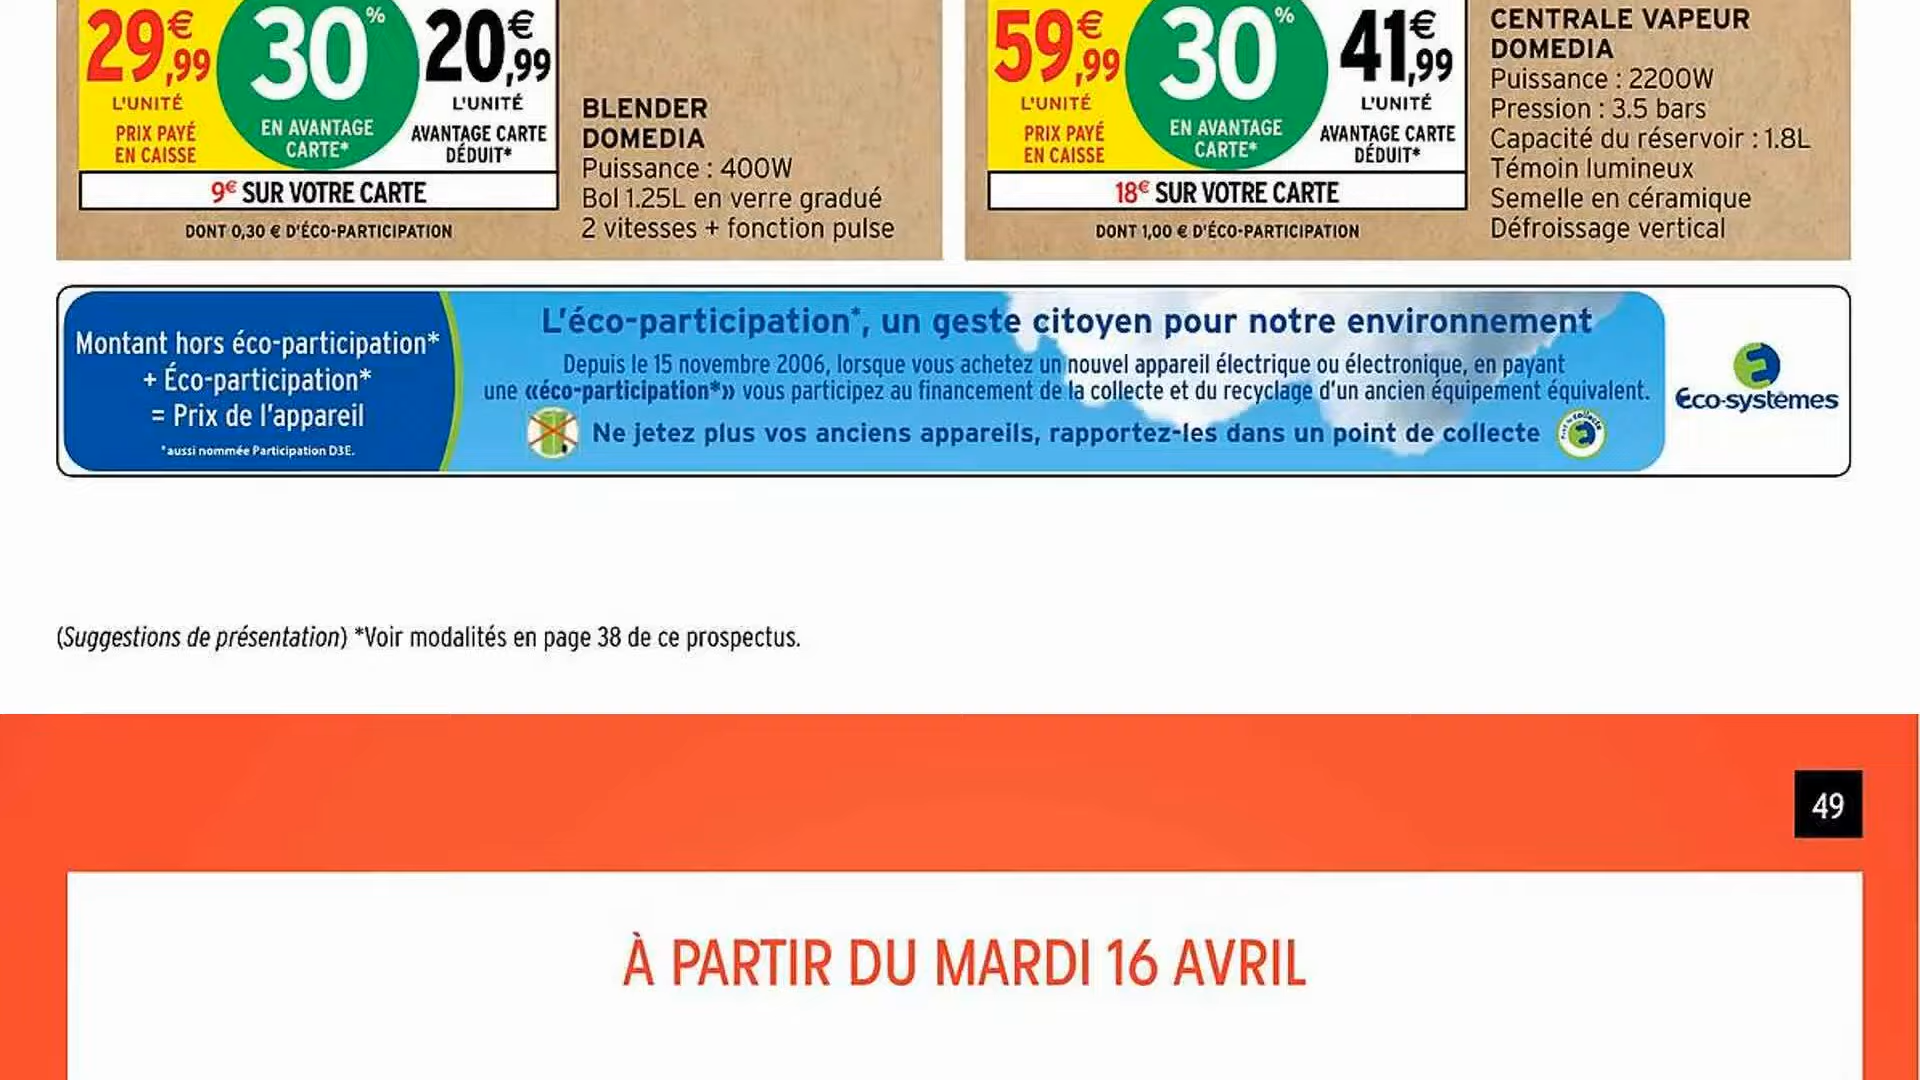 29€,99
L'UNITÉ
PRIX PAYÉ
EN CAISSE
30%
EN AVANTAGE
CARTE*
20€,99
L'UNITÉ
AVANTAGE CARTE
DÉDUIT*
9€ SUR VOTRE CARTE
DONT 0,30 € D'ÉCO-PARTICIPATION
BLENDER
DOMEDIA
Puissance : 400W
Bol 1.25L en verre gradué
2 vitesses + fonction pulse
59€,99
L'UNITÉ
PRIX PAYÉ
EN CAISSE
30%
EN AVANTAGE
CARTE*
41€,99
L'UNITÉ
AVANTAGE CARTE
DÉDUIT*
18€ SUR VOTRE CARTE
DONT 1,00 € D'ÉCO-PARTICIPATION
CENTRALE VAPEUR
DOMEDIA
Puissance : 2200W
Pression : 3.5 bars
Capacité du réservoir : 1.8L
Témoin lumineux
Semelle en céramique
Défroissage vertical
Montant hors éco-participation*
+ Éco-participation*
= Prix de l'appareil
*aussi nommée Participation D3E.
L'éco-participation*, un geste citoyen pour notre environnement
Depuis le 15 novembre 2006, lorsque vous achetez un nouvel appareil électrique ou électronique, en payant
une «éco-participation*» vous participez au financement de la collecte et du recyclage d'un ancien équipement équivalent.
Ne jetez plus vos anciens appareils, rapportez-les dans un point de collecte
Éco-systèmes
(Suggestions de présentation) *Voir modalités en page 38 de ce prospectus.
49
À PARTIR DU MARDI 16 AVRIL